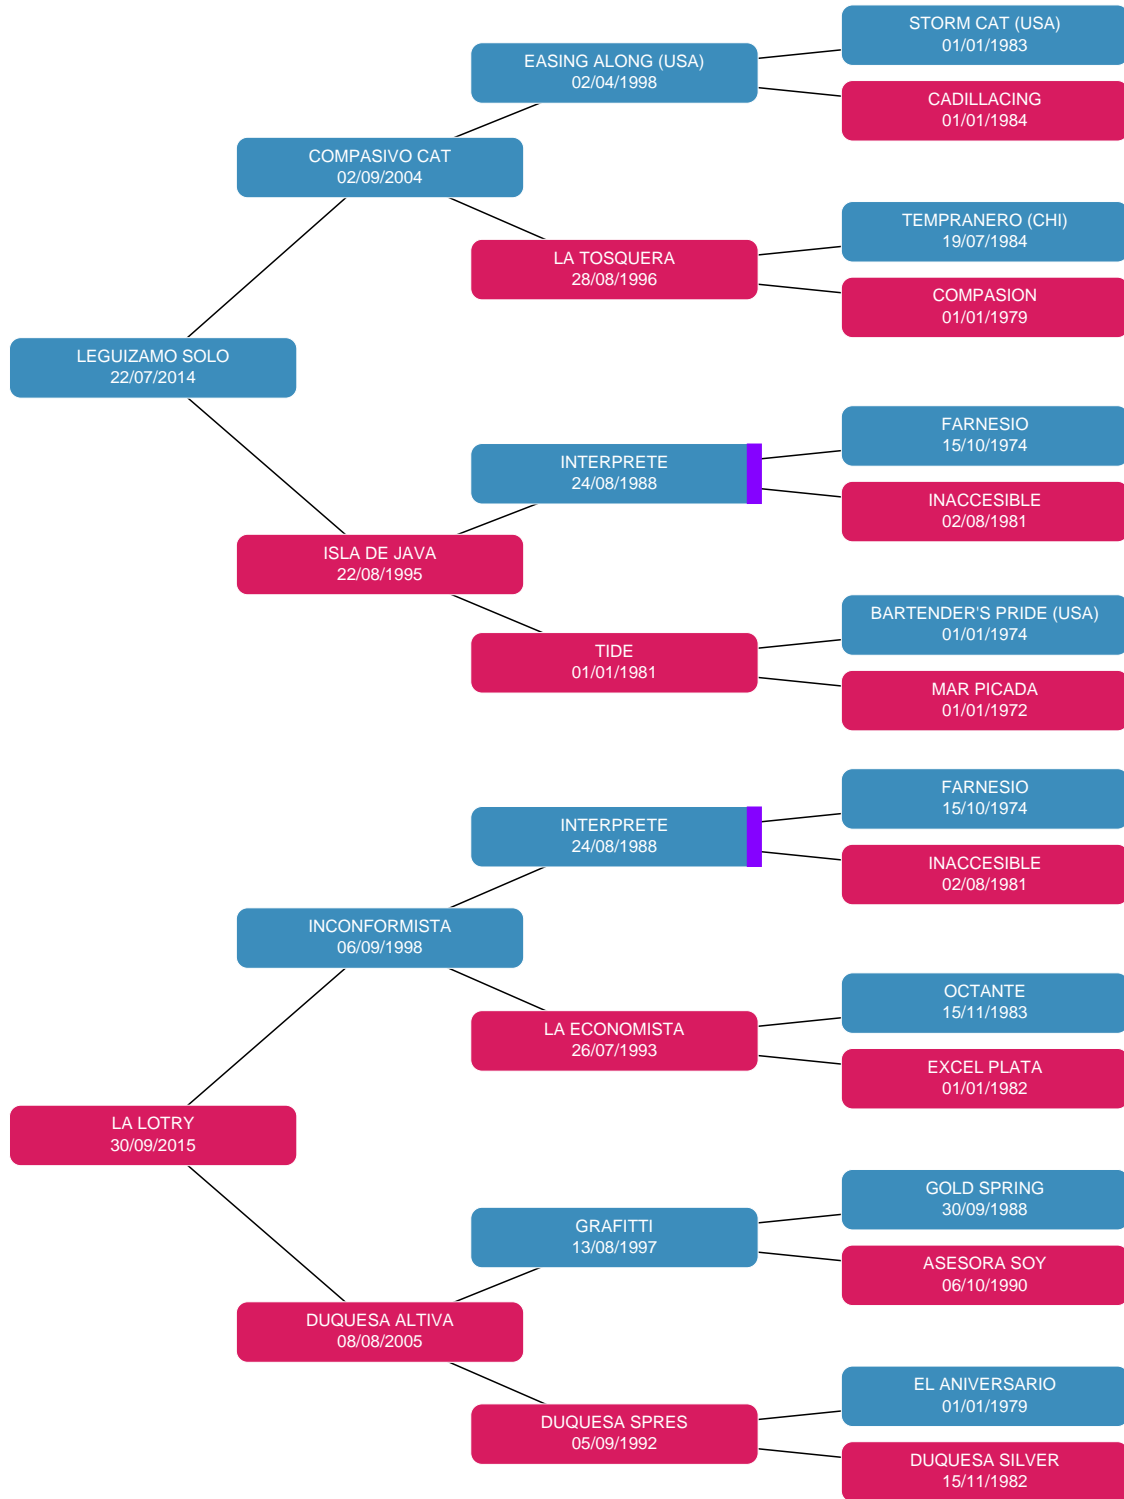 STORM CAT (USA)
01/01/1983
EASING ALONG (USA)
02/04/1998
CADILLACING
01/01/1984
COMPASIVO CAT
02/09/2004
TEMPRANERO (CHI)
19/07/1984
LA TOSQUERA
28/08/1996
COMPASION
01/01/1979
LEGUIZAMO SOLO
22/07/2014
FARNESIO
15/10/1974
INTERPRETE
24/08/1988
INACCESIBLE
02/08/1981
ISLA DE JAVA
22/08/1995
BARTENDER'S PRIDE (USA)
01/01/1974
TIDE
01/01/1981
MAR PICADA
01/01/1972
FARNESIO
15/10/1974
INTERPRETE
24/08/1988
INACCESIBLE
02/08/1981
INCONFORMISTA
06/09/1998
OCTANTE
15/11/1983
LA ECONOMISTA
26/07/1993
EXCEL PLATA
01/01/1982
LA LOTRY
30/09/2015
GOLD SPRING
30/09/1988
GRAFITTI
13/08/1997
ASESORA SOY
06/10/1990
DUQUESA ALTIVA
08/08/2005
EL ANIVERSARIO
01/01/1979
DUQUESA SPRES
05/09/1992
DUQUESA SILVER
15/11/1982